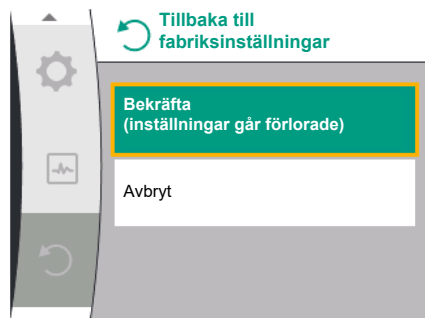 Tillbaka till
fabriksinställningar
Bekräfta
(inställningar går förlorade)
Avbryt